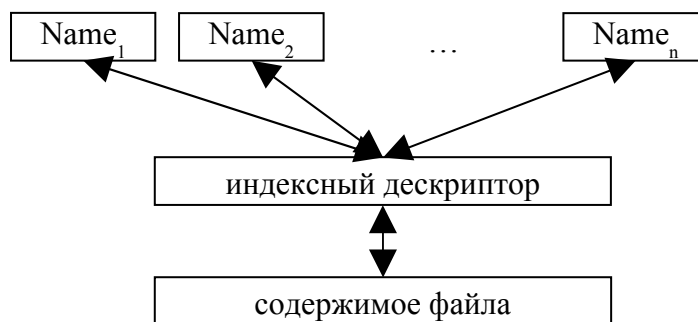 Name₁ Name₂ … Nameₙ
индексный дескриптор
содержимое файла